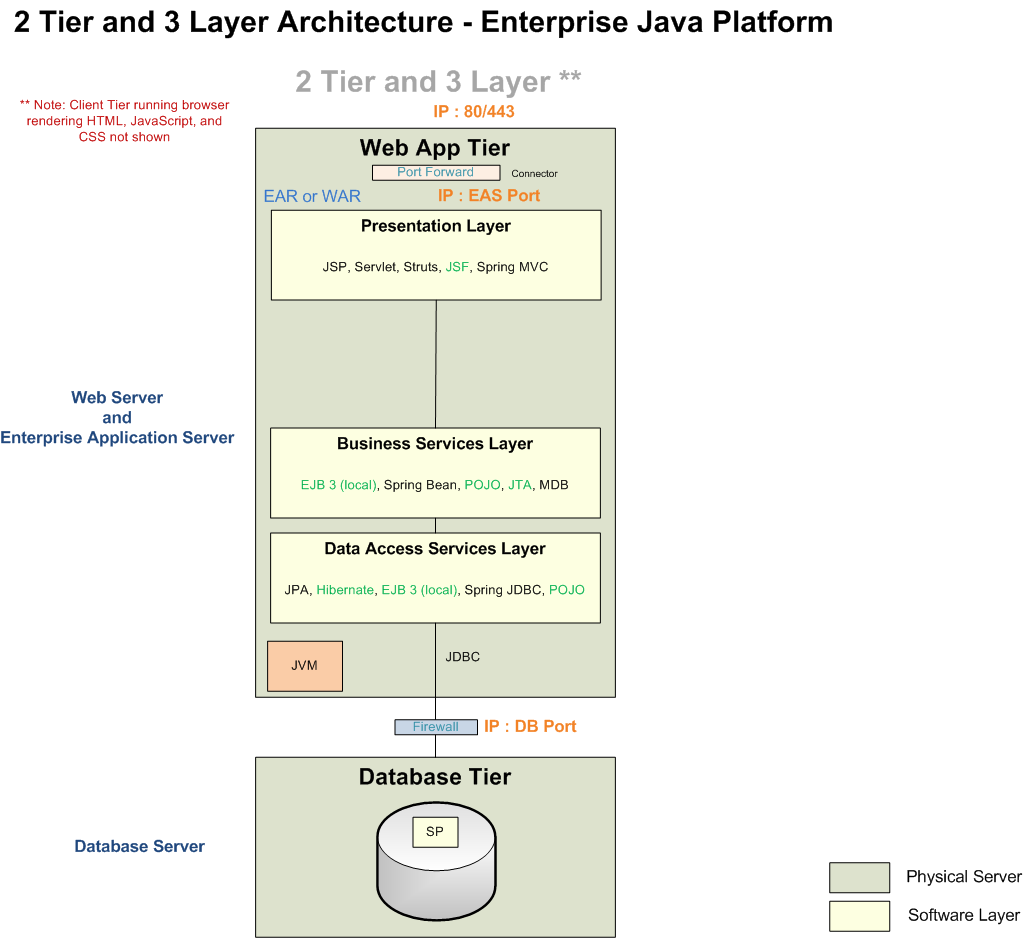 2 Tier and 3 Layer Architecture - Enterprise Java Platform
2 Tier and 3 Layer **
** Note: Client Tier running browser
rendering HTML, JavaScript, and
CSS not shown
IP : 80/443
Web App Tier
Port Forward
Connector
EAR or WAR
IP : EAS Port
Presentation Layer
JSP, Servlet, Struts, JSF, Spring MVC
Web Server
and
Enterprise Application Server
Business Services Layer
EJB 3 (local), Spring Bean, POJO, JTA, MDB
Data Access Services Layer
JPA, Hibernate, EJB 3 (local), Spring JDBC, POJO
JVM
JDBC
Firewall
IP : DB Port
Database Tier
SP
Database Server
Physical Server
Software Layer